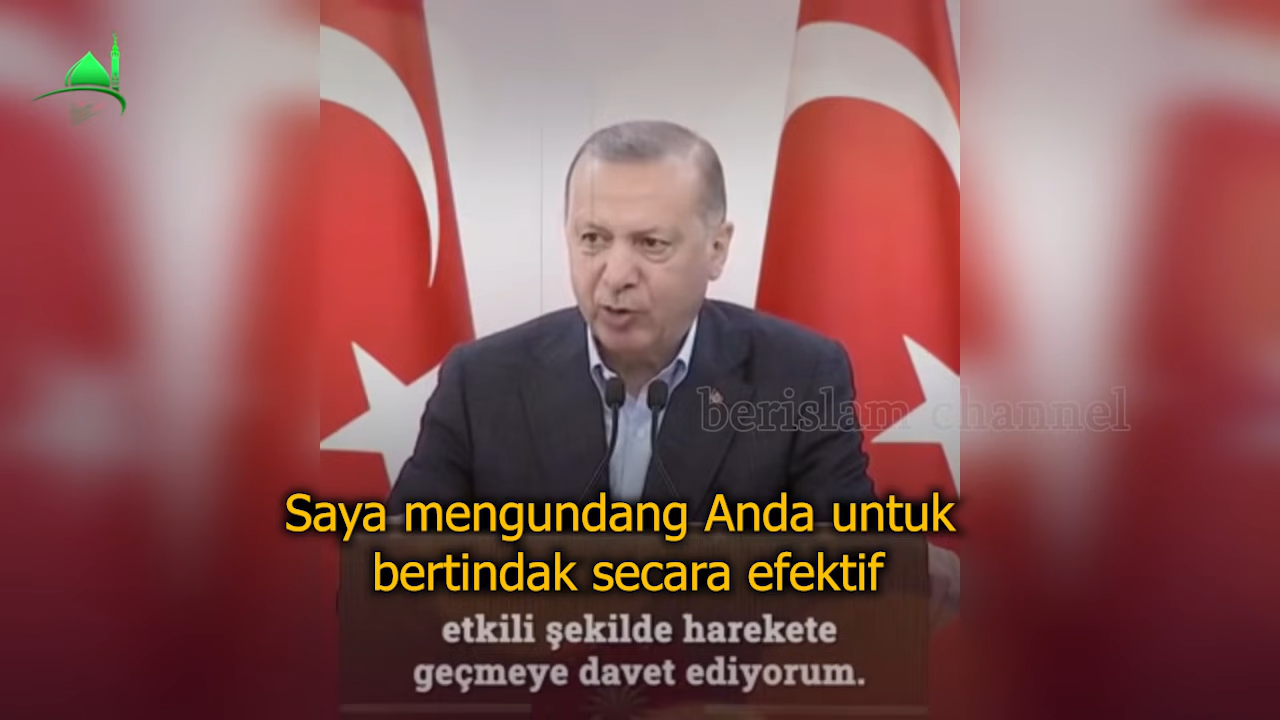 berislam channel
Saya mengundang Anda untuk
bertindak secara efektif
etkili şekilde harekete
geçmeye davet ediyorum.